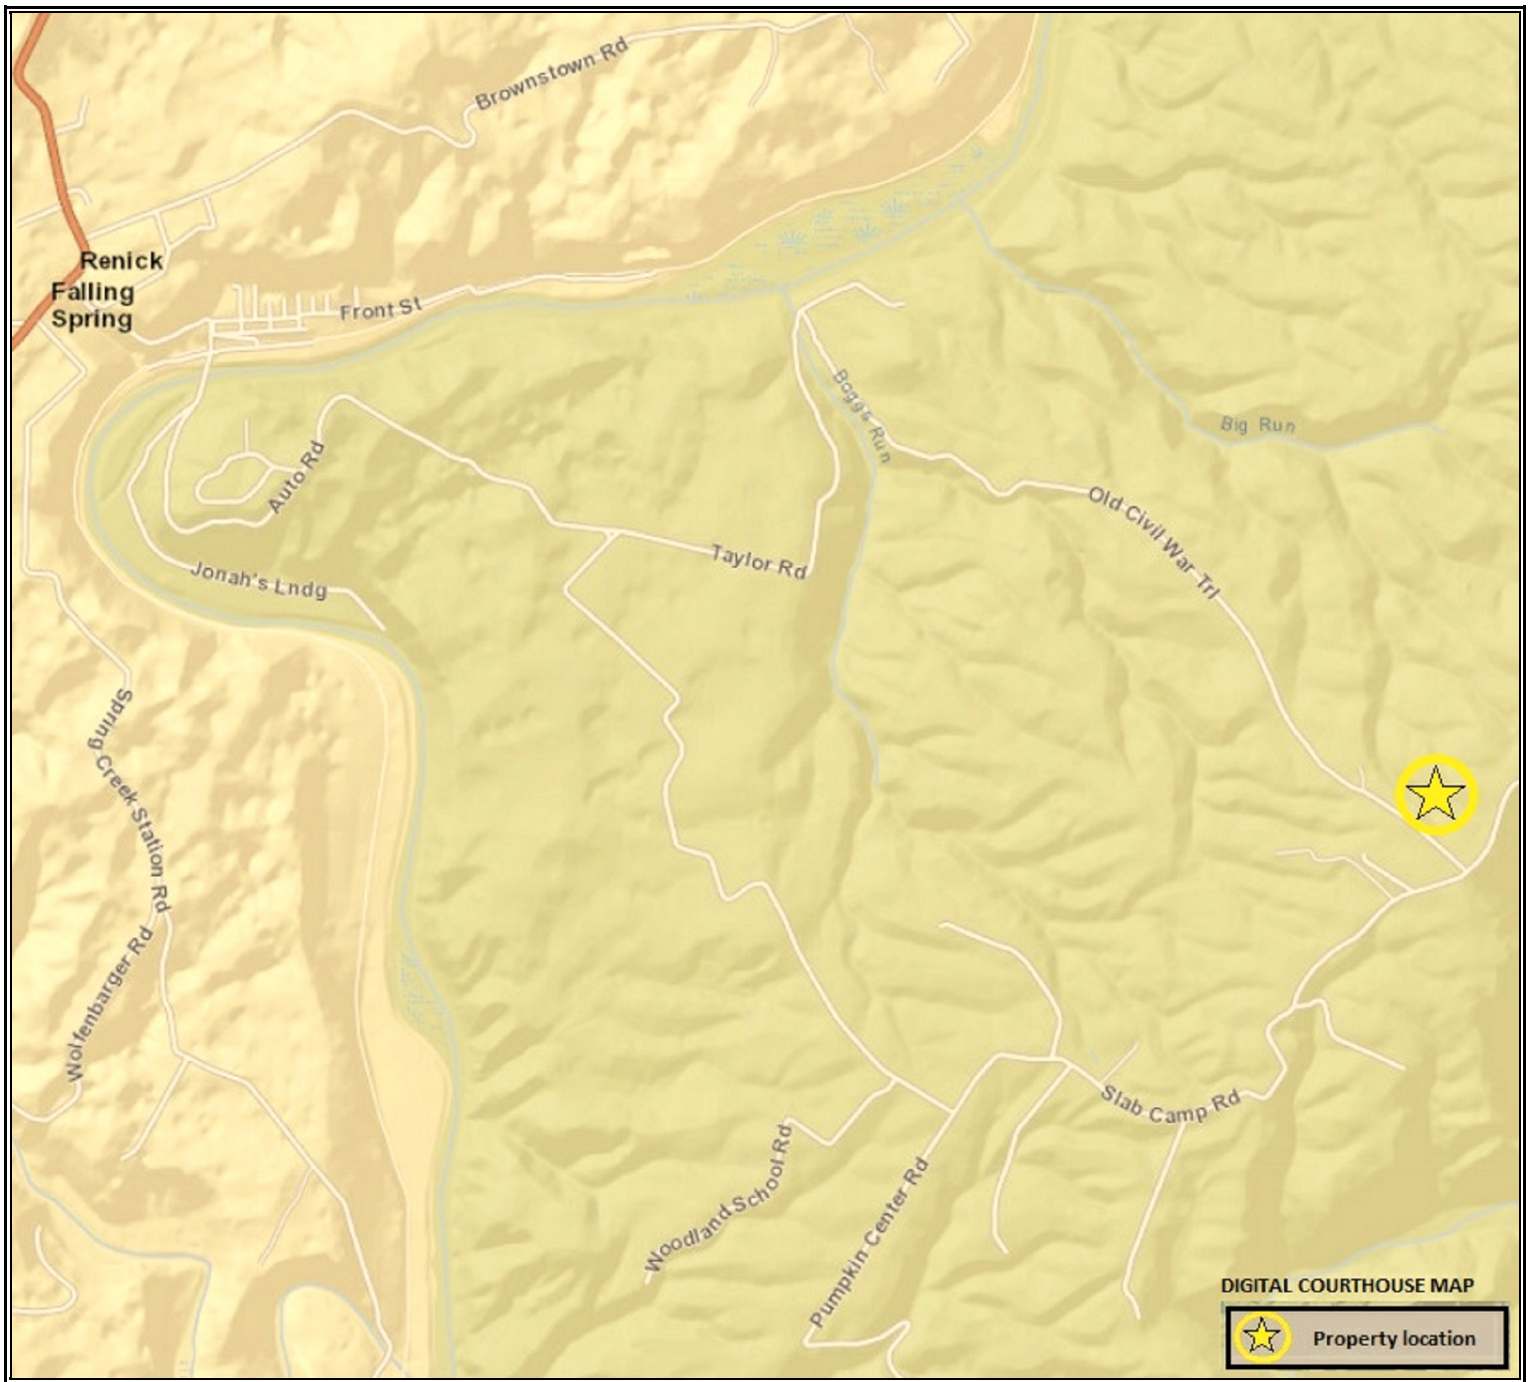 Brownstown Rd
Renick
Falling
Spring
Front St
Boggs Run
Big Run
Auto Rd
Old Civil War Trl
Taylor Rd
Jonah's Lndg
Spring Creek Station Rd
Wolfenbarger Rd
Slab Camp Rd
Woodland School Rd
Pumpkin Center Rd
DIGITAL COURTHOUSE MAP
Property location